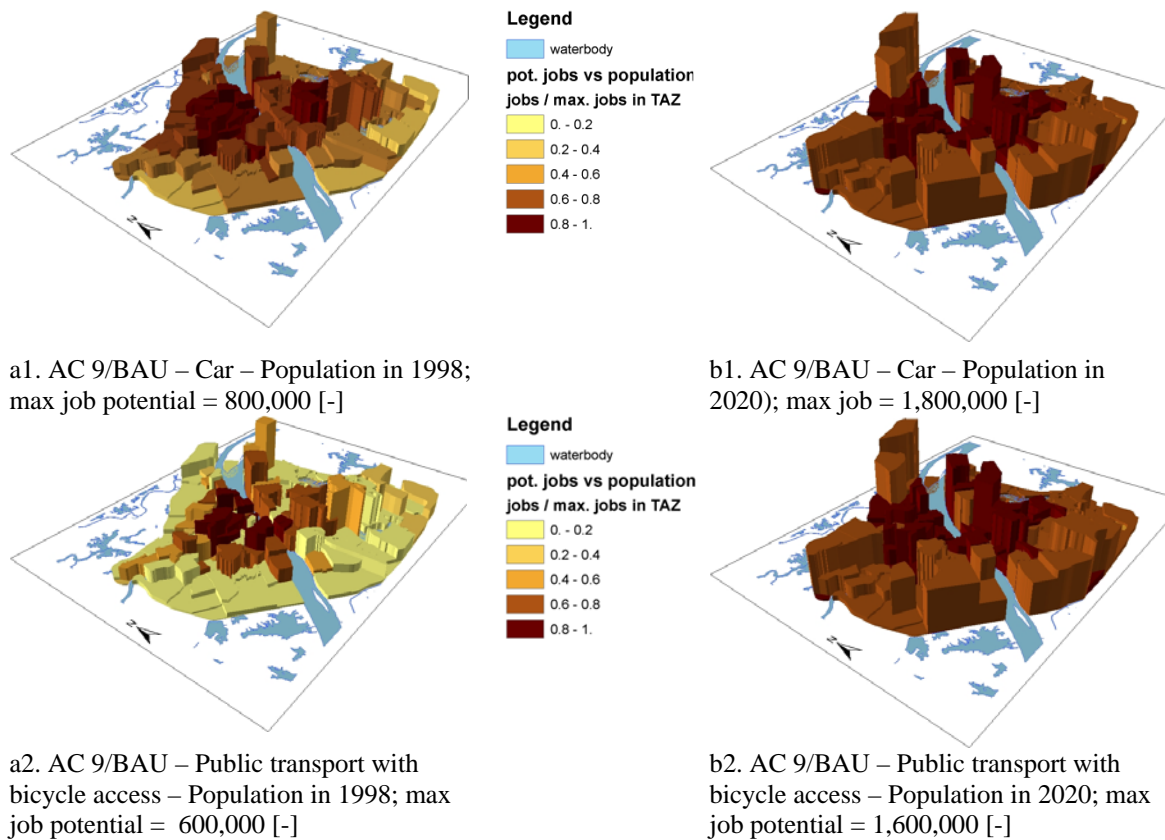 Legend
waterbody
pot. jobs vs population
jobs / max. jobs in TAZ
0. - 0.2
0.2 - 0.4
0.4 - 0.6
0.6 - 0.8
0.8 - 1.
N
N
a1. AC 9/BAU – Car – Population in 1998;
max job potential = 800,000 [-]
b1. AC 9/BAU – Car – Population in
2020); max job = 1,800,000 [-]
Legend
waterbody
pot. jobs vs population
jobs / max. jobs in TAZ
0. - 0.2
0.2 - 0.4
0.4 - 0.6
0.6 - 0.8
0.8 - 1.
N
N
a2. AC 9/BAU – Public transport with
bicycle access – Population in 1998; max
job potential =  600,000 [-]
b2. AC 9/BAU – Public transport with
bicycle access – Population in 2020; max
job potential = 1,600,000 [-]